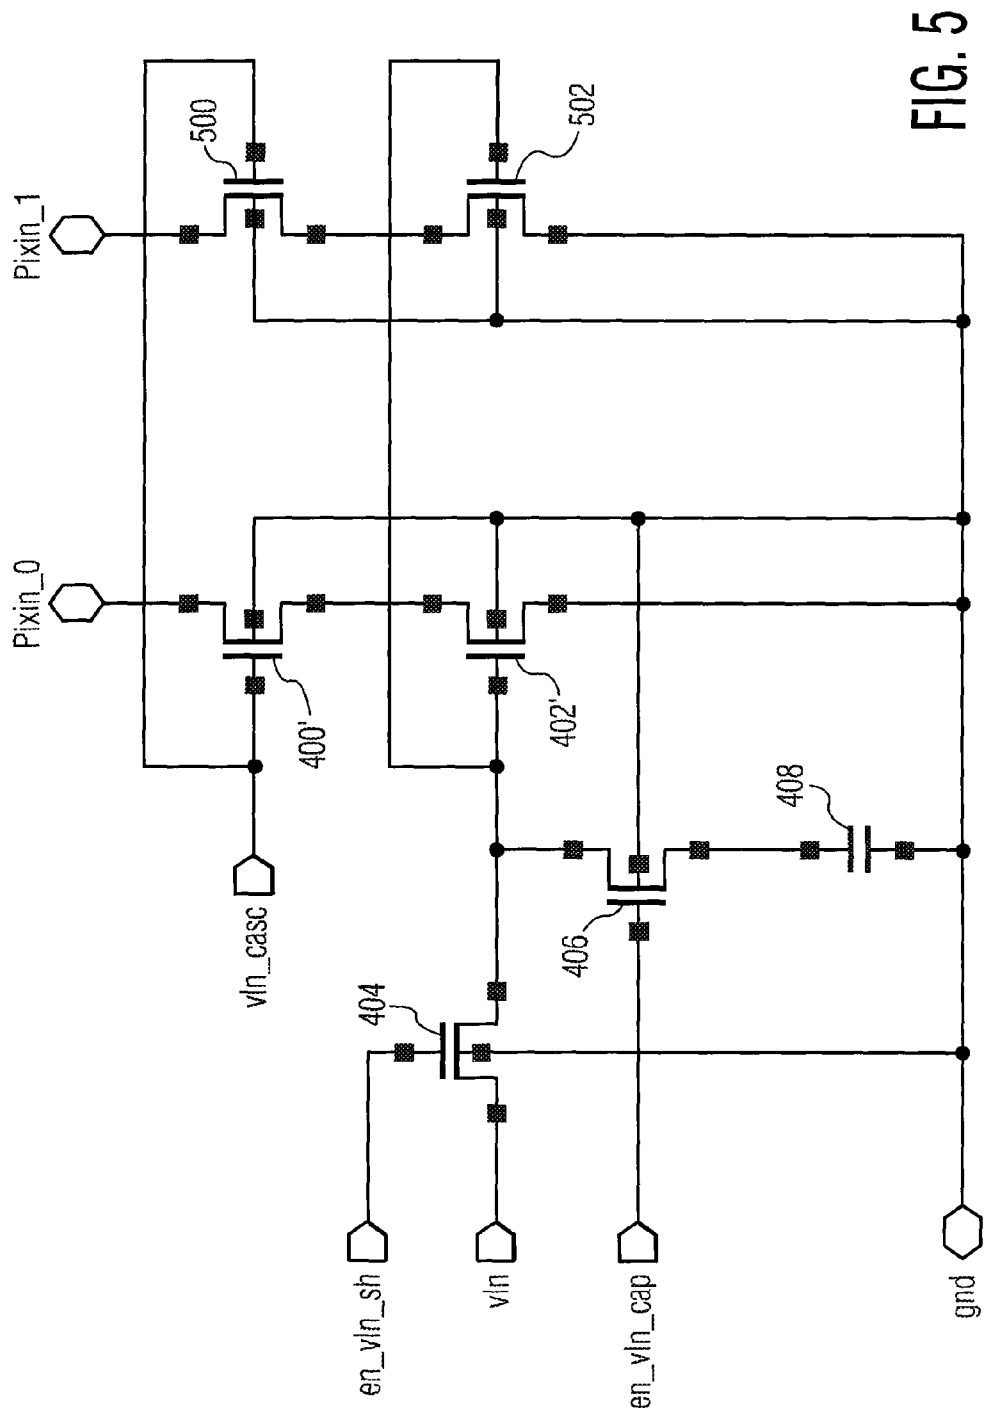 Pixin_0
Pixin_1
500
502
400'
402'
vln_casc
404
406
408
en_vln_sh
vln
en_vln_cap
gnd
FIG. 5